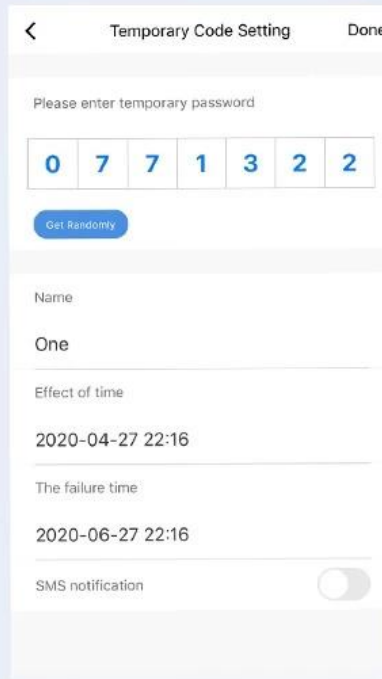 Temporary Code Setting Done
Please enter temporary password
0 7 7 1 3 2 2
Get Randomly
Name
One
Effect of time
2020-04-27 22:16
The failure time
2020-06-27 22:16
SMS notification